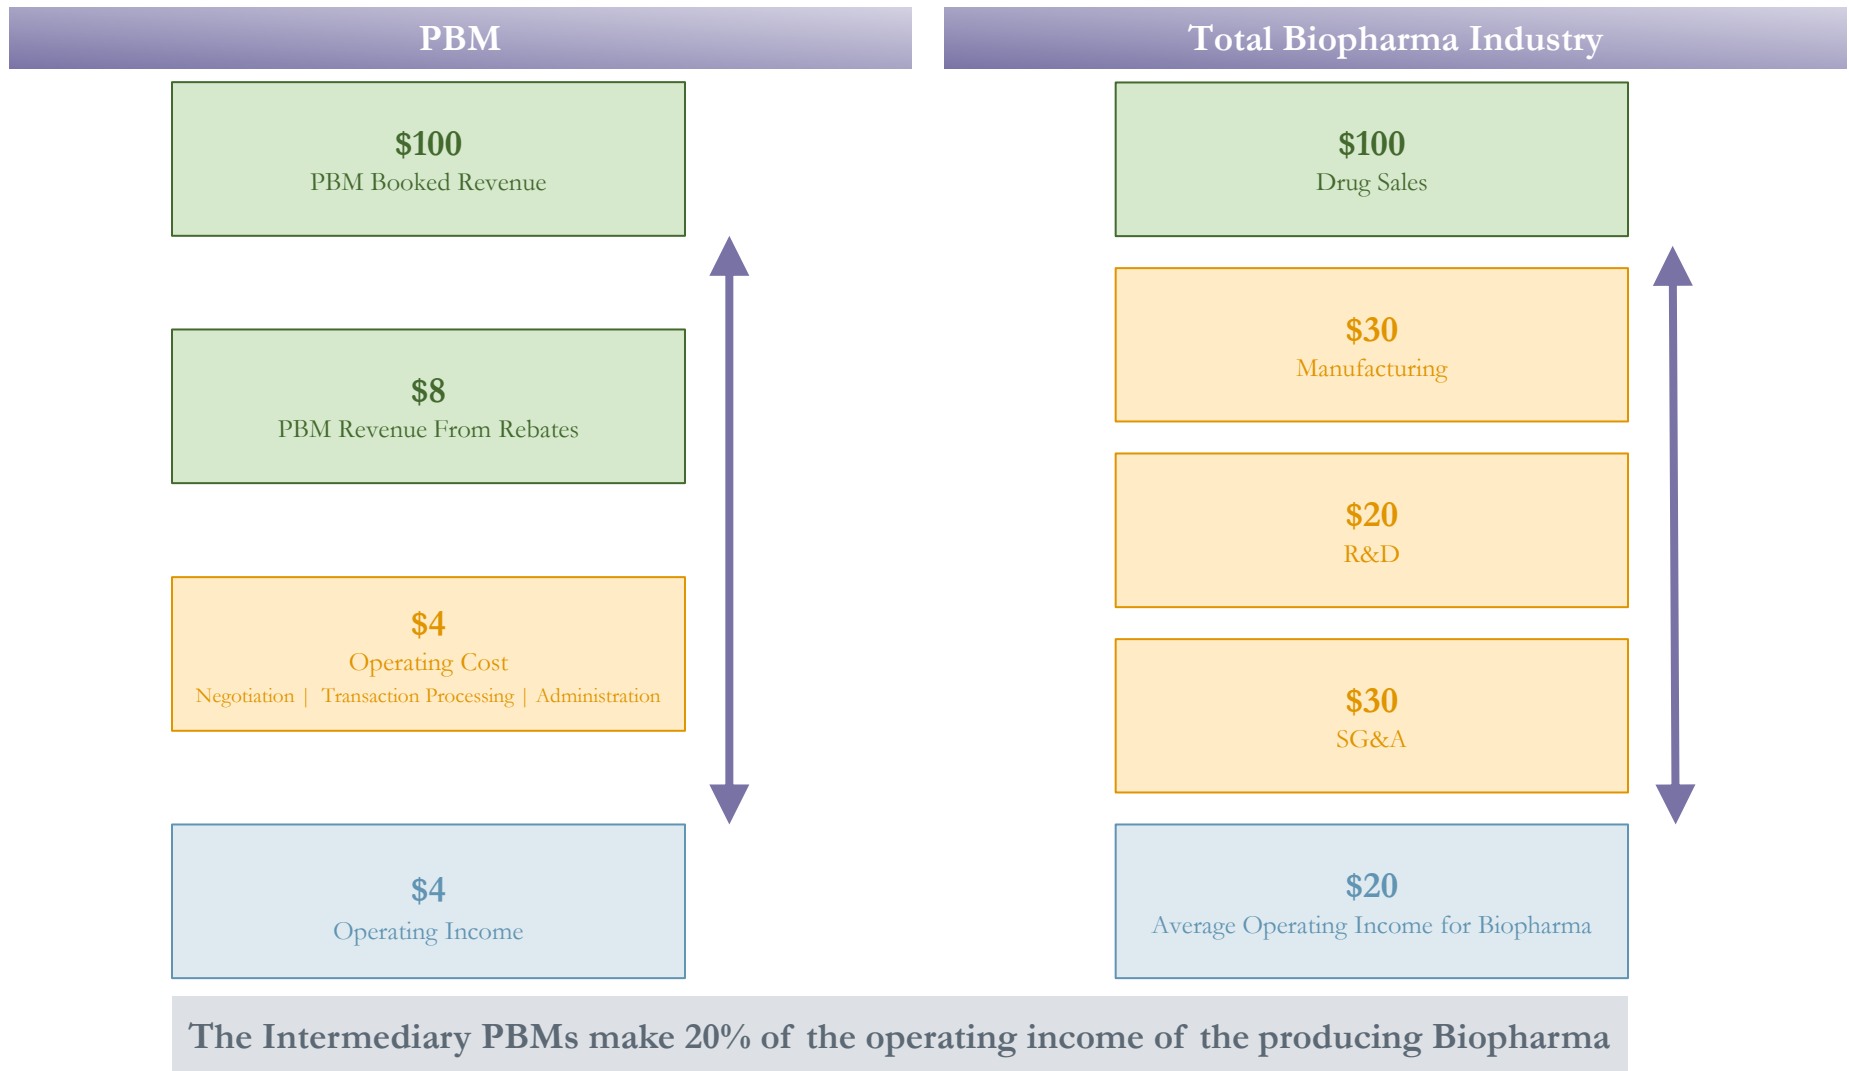 PBM
$100
PBM Booked Revenue
$8
PBM Revenue From Rebates
$4
Operating Cost
Negotiation | Transaction Processing | Administration
$4
Operating Income
Total Biopharma Industry
$100
Drug Sales
$30
Manufacturing
$20
R&D
$30
SG&A
$20
Average Operating Income for Biopharma
The Intermediary PBMs make 20% of the operating income of the producing Biopharma